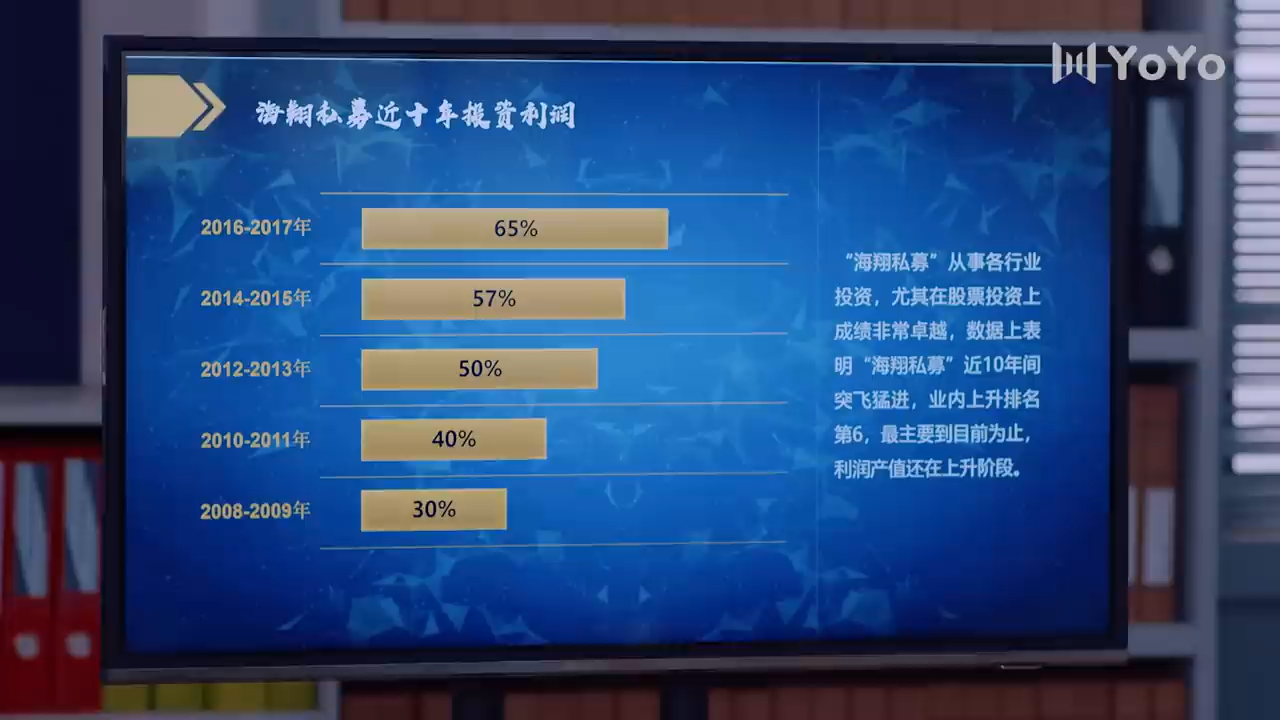 YoYo
海翔私募近十年投资利润
2016-2017年
65%
2014-2015年
57%
2012-2013年
50%
2010-2011年
40%
2008-2009年
30%
“海翔私募”从事各行业
投资，尤其在股票投资上
成绩非常卓越，数据上表
明“海翔私募”近10年间
突飞猛进，业内上升排名
第6，最主要到目前为止，
利润产值还在上升阶段。